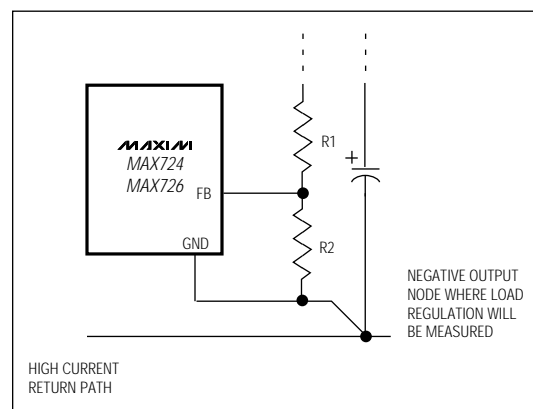 R1
+
MAXIM
MAX724
MAX726
FB
R2
GND
NEGATIVE OUTPUT
NODE WHERE LOAD
REGULATION WILL
BE MEASURED
HIGH CURRENT
RETURN PATH